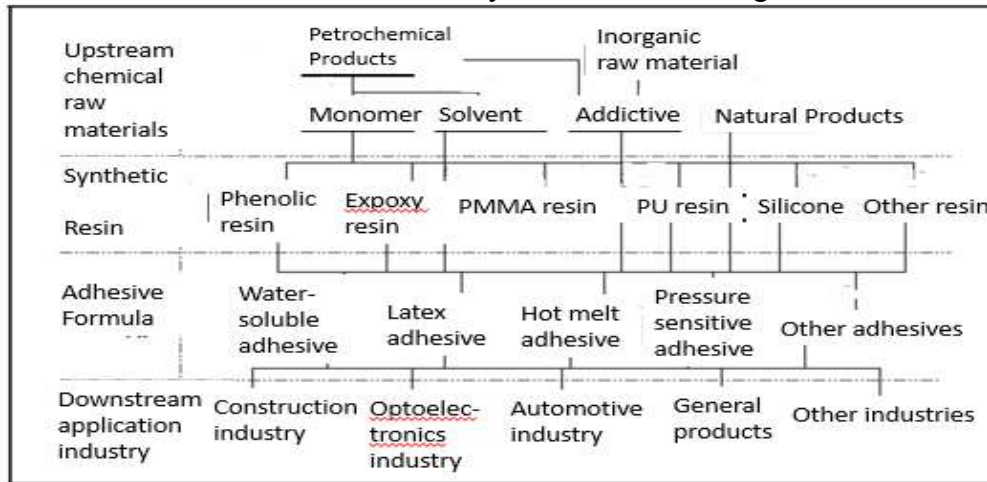 Upstream
chemical
raw
materials
Petrochemical
Products
Inorganic
raw material
Monomer
Solvent
Addictive
Natural Products
Synthetic
Resin
Phenolic
resin
Expoxy
resin
PMMA resin
PU resin
Silicone
Other resin
Adhesive
Formula
Water-
soluble
adhesive
Latex
adhesive
Hot melt
adhesive
Pressure
sensitive
adhesive
Other adhesives
Downstream
application
industry
Construction
industry
Optoelec-
tronics
industry
Automotive
industry
General
products
Other industries